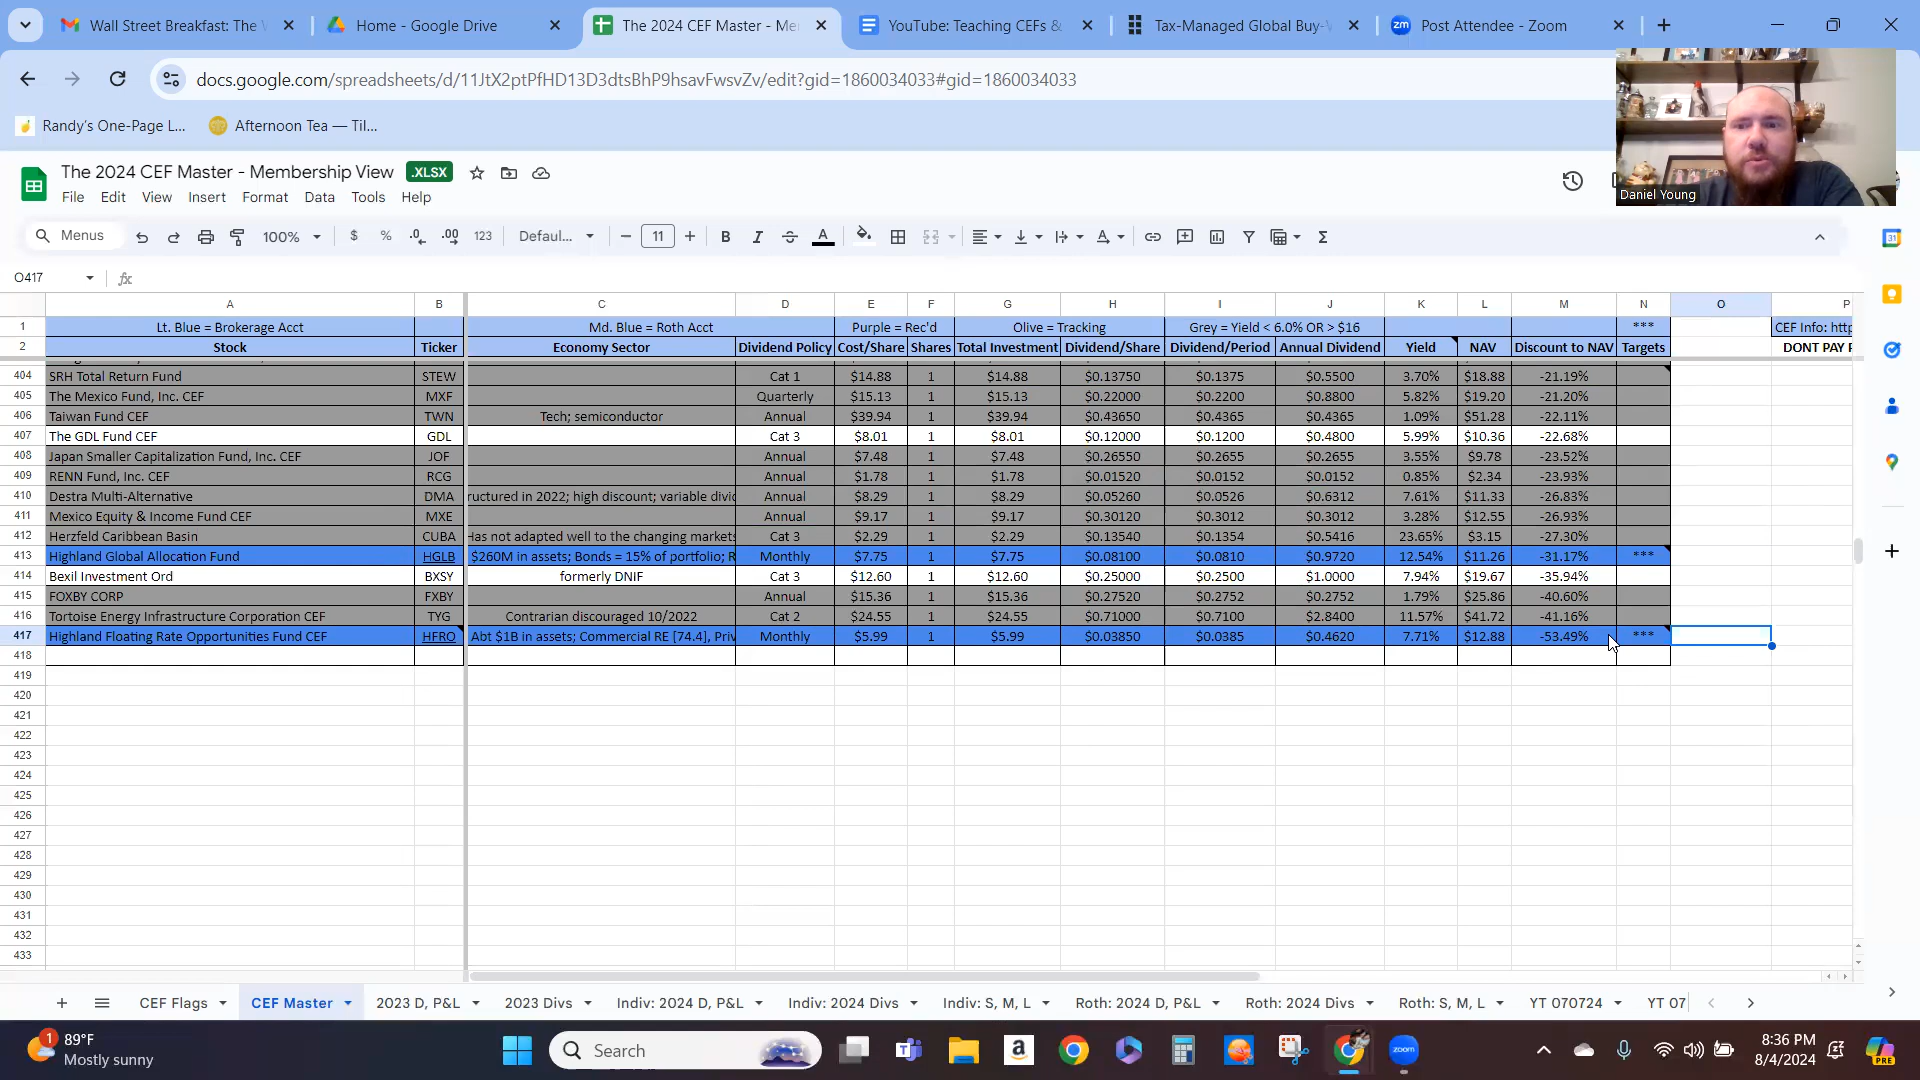 Wall Street Breakfast: The
Home - Google Drive
The 2024 CEF Master - Me
YouTube: Teaching CEFs &
Tax-Managed Global Buy-
zm Post Attendee - Zoom
docs.google.com/spreadsheets/d/11JtX2ptPfHD13D3dtsBhP9hsavFwsvZv/edit?gid=1860034033#gid=1860034033
Randy's One-Page L...
Afternoon Tea — Til...
Daniel Young
The 2024 CEF Master - Membership View .XLSX
File Edit View Insert Format Data Tools Help
Menus 100% $ % .0 .00 123 Defaul... − 11 + B I A Σ
O417 fx
A B C D E F G H I J K L M N O P
1 Lt. Blue = Brokerage Acct Md. Blue = Roth Acct Purple = Rec'd Olive = Tracking Grey = Yield < 6.0% OR > $16 *** CEF Info: http
2 Stock Ticker Economy Sector Dividend Policy Cost/Share Shares Total Investment Dividend/Share Dividend/Period Annual Dividend Yield NAV Discount to NAV Targets DONT PAY
404 SRH Total Return Fund STEW Cat 1 $14.88 1 $14.88 $0.13750 $0.1375 $0.5500 3.70% $18.88 -21.19%
405 The Mexico Fund, Inc. CEF MXF Quarterly $15.13 1 $15.13 $0.22000 $0.2200 $0.8800 5.82% $19.20 -21.20%
406 Taiwan Fund CEF TWN Tech; semiconductor Annual $39.94 1 $39.94 $0.43650 $0.4365 $0.4365 1.09% $51.28 -22.11%
407 The GDL Fund CEF GDL Cat 3 $8.01 1 $8.01 $0.12000 $0.1200 $0.4800 5.99% $10.36 -22.68%
408 Japan Smaller Capitalization Fund, Inc. CEF JOF Annual $7.48 1 $7.48 $0.26550 $0.2655 $0.2655 3.55% $9.78 -23.52%
409 RENN Fund, Inc. CEF RCG Annual $1.78 1 $1.78 $0.01520 $0.0152 $0.0152 0.85% $2.34 -23.93%
410 Destra Multi-Alternative DMA ructured in 2022; high discount; variable divid Annual $8.29 1 $8.29 $0.05260 $0.0526 $0.6312 7.61% $11.33 -26.83%
411 Mexico Equity & Income Fund CEF MXE Annual $9.17 1 $9.17 $0.30120 $0.3012 $0.3012 3.28% $12.55 -26.93%
412 Herzfeld Caribbean Basin CUBA Has not adapted well to the changing markets Cat 3 $2.29 1 $2.29 $0.13540 $0.1354 $0.5416 23.65% $3.15 -27.30%
413 Highland Global Allocation Fund HGLB $260M in assets; Bonds = 15% of portfolio; R Monthly $7.75 1 $7.75 $0.08100 $0.0810 $0.9720 12.54% $11.26 -31.17% ***
414 Bexil Investment Ord BXSY formerly DNIF Cat 3 $12.60 1 $12.60 $0.25000 $0.2500 $1.0000 7.94% $19.67 -35.94%
415 FOXBY CORP FXBY Annual $15.36 1 $15.36 $0.27520 $0.2752 $0.2752 1.79% $25.86 -40.60%
416 Tortoise Energy Infrastructure Corporation CEF TYG Contrarian discouraged 10/2022 Cat 2 $24.55 1 $24.55 $0.71000 $0.7100 $2.8400 11.57% $41.72 -41.16%
417 Highland Floating Rate Opportunities Fund CEF HFRO Abt $1B in assets; Commercial RE [74.4], Priv Monthly $5.99 1 $5.99 $0.03850 $0.0385 $0.4620 7.71% $12.88 -53.49% ***
418
419
420
421
422
423
424
425
426
427
428
429
430
431
432
433
CEF Flags CEF Master 2023 D, P&L 2023 Divs Indiv: 2024 D, P&L Indiv: 2024 Divs Indiv: S, M, L Roth: 2024 D, P&L Roth: 2024 Divs Roth: S, M, L YT 070724 YT 07
1 89°F
Mostly sunny
Search
zoom
8:36 PM
8/4/2024
PRE